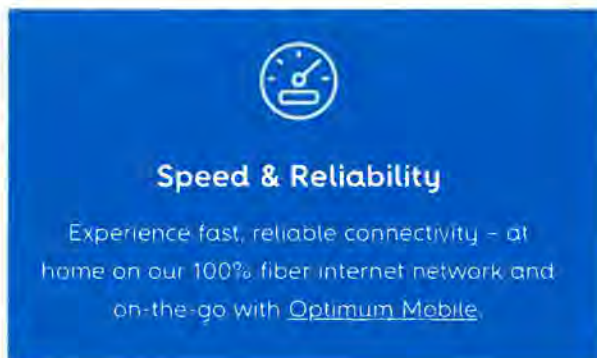 Speed & Reliability
Experience fast, reliable connectivity – at
home on our 100% fiber internet network and
on-the-go with Optimum Mobile.